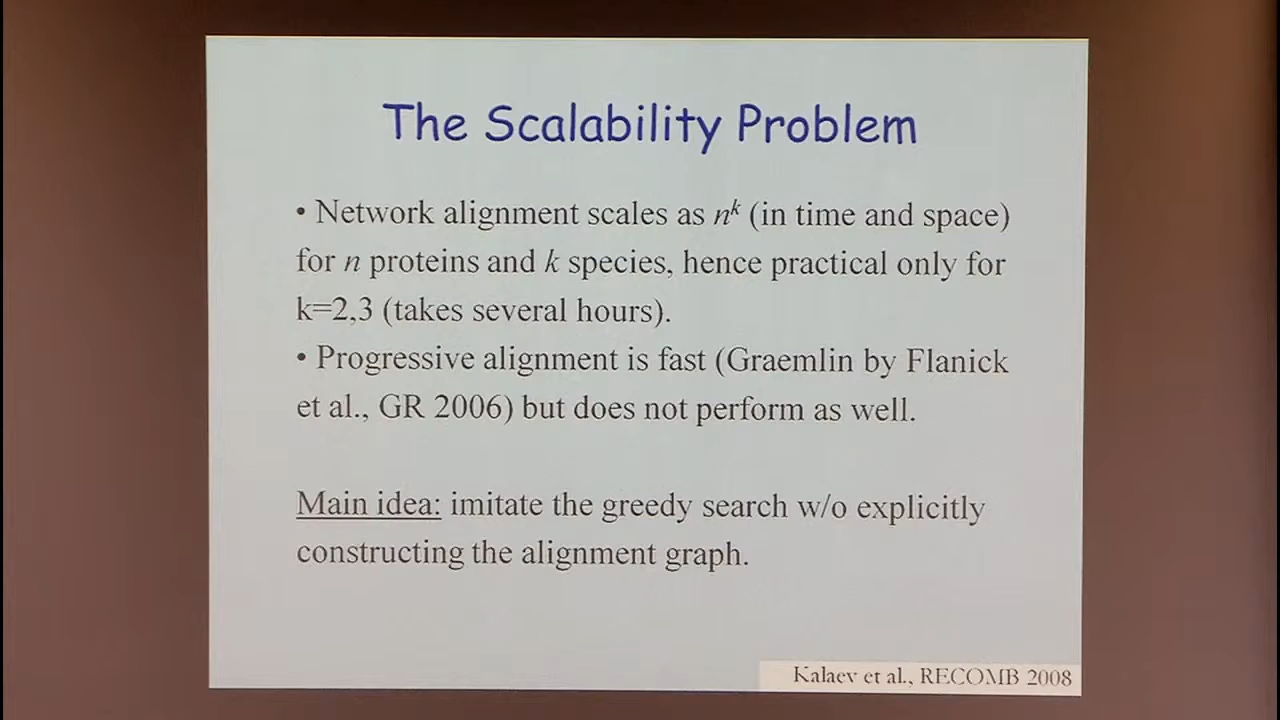 The Scalability Problem
• Network alignment scales as n^k (in time and space)
for n proteins and k species, hence practical only for
k=2,3 (takes several hours).
• Progressive alignment is fast (Graemlin by Flanick
et al., GR 2006) but does not perform as well.
Main idea: imitate the greedy search w/o explicitly
constructing the alignment graph.
Kalaev et al., RECOMB 2008